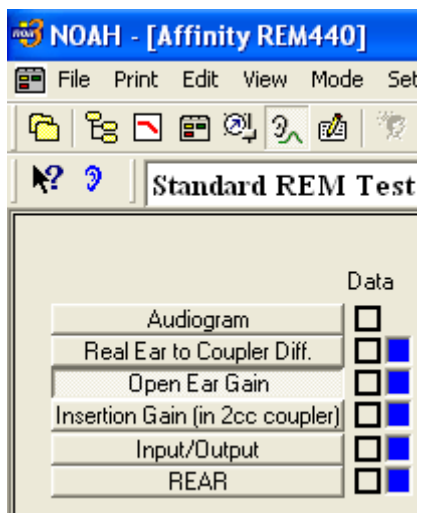 NOAH - [Affinity REM440]
File Print Edit View Mode Set
Standard REM Test
Data
Audiogram
Real Ear to Coupler Diff.
Open Ear Gain
Insertion Gain (in 2cc coupler)
Input/Output
REAR